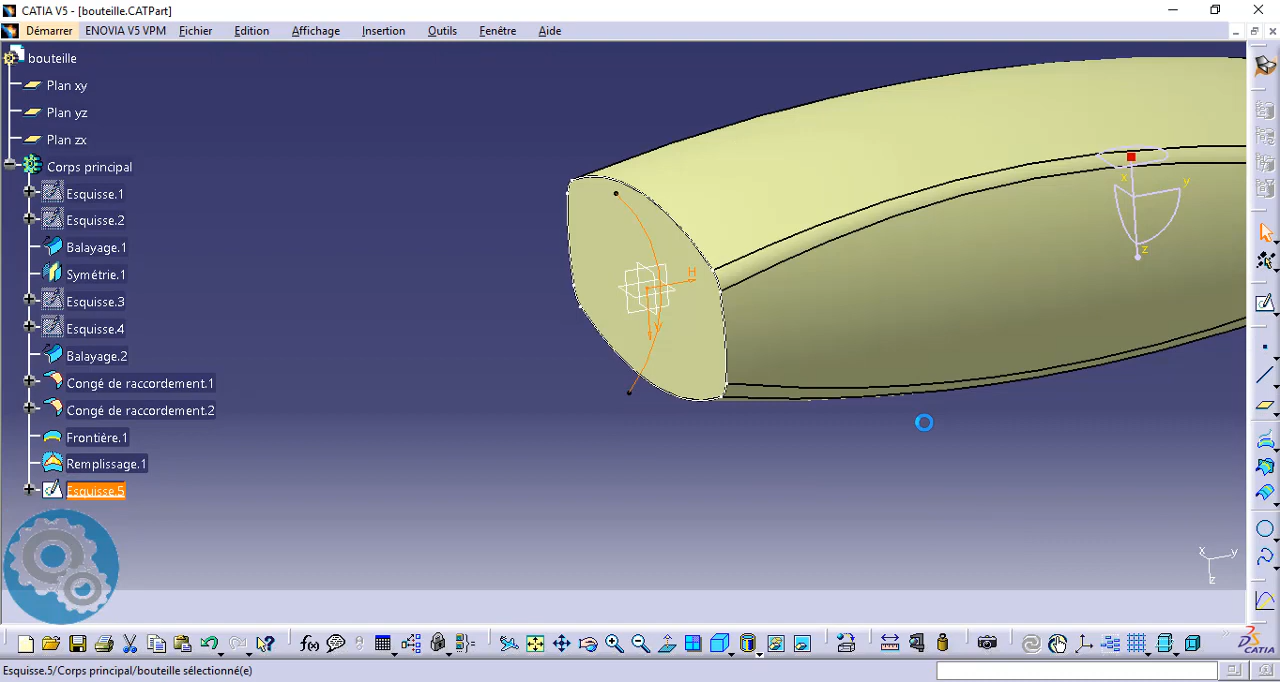 CATIA V5 - [bouteille.CATPart]
Démarrer ENOVIA V5 VPM Fichier Edition Affichage Insertion Outils Fenêtre Aide
bouteille
Plan xy
Plan yz
Plan zx
Corps principal
Esquisse.1
Esquisse.2
Balayage.1
Symétrie.1
Esquisse.3
Esquisse.4
Balayage.2
Congé de raccordement.1
Congé de raccordement.2
Frontière.1
Remplissage.1
Esquisse.5
H
V
x
y
z
x
y
z
f(x)
CATIA
Esquisse.5/Corps principal/bouteille sélectionné(e)